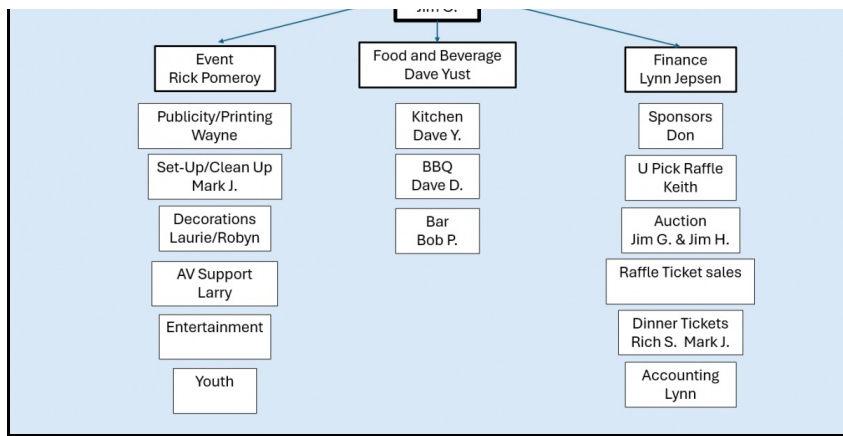 Jim G.
Event
Rick Pomeroy
Publicity/Printing
Wayne
Set-Up/Clean Up
Mark J.
Decorations
Laurie/Robyn
AV Support
Larry
Entertainment
Youth
Food and Beverage
Dave Yust
Kitchen
Dave Y.
BBQ
Dave D.
Bar
Bob P.
Finance
Lynn Jepsen
Sponsors
Don
U Pick Raffle
Keith
Auction
Jim G. & Jim H.
Raffle Ticket sales
Dinner Tickets
Rich S.  Mark J.
Accounting
Lynn